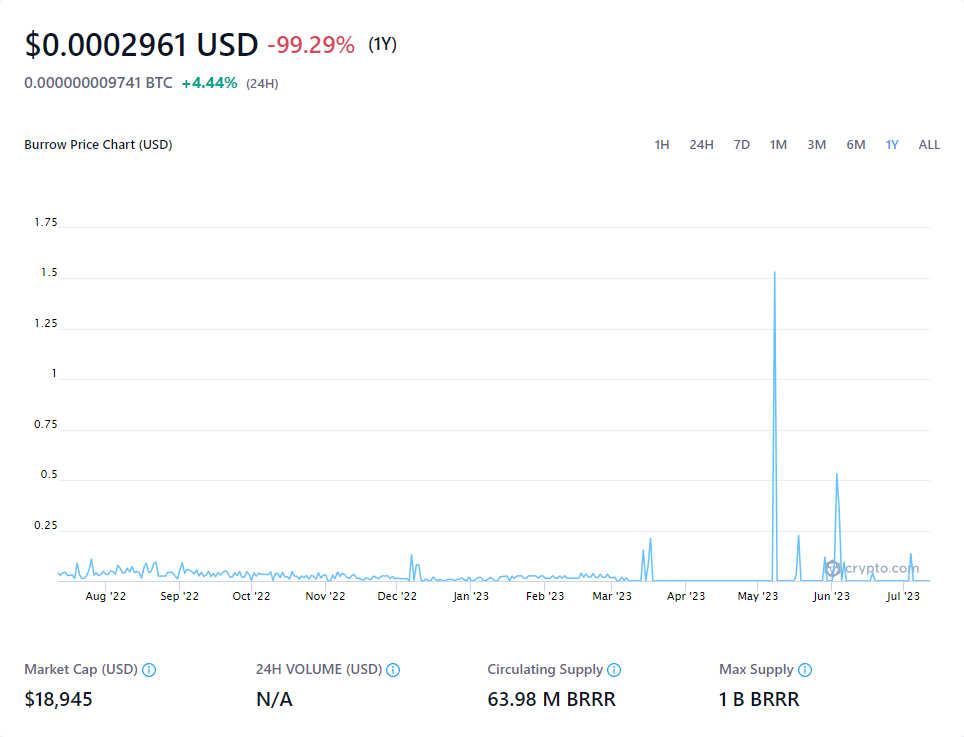 $0.0002961 USD -99.29% (1Y)
0.000000009741 BTC +4.44% (24H)
Burrow Price Chart (USD) 1H 24H 7D 1M 3M 6M 1Y ALL
1.75
1.5
1.25
1
0.75
0.5
0.25
crypto.com
Aug '22 Sep '22 Oct '22 Nov '22 Dec '22 Jan '23 Feb '23 Mar '23 Apr '23 May '23 Jun '23 Jul '23
Market Cap (USD) 24H VOLUME (USD) Circulating Supply Max Supply
$18,945 N/A 63.98 M BRRR 1 B BRRR